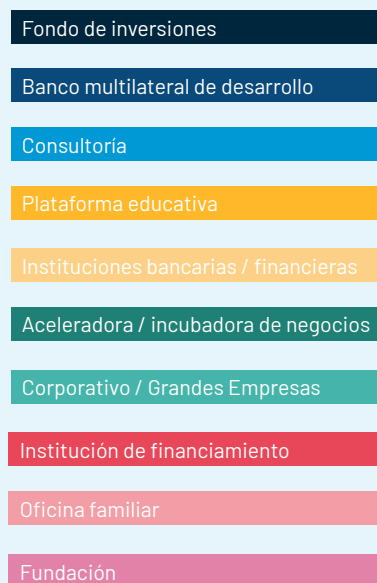 Fondo de inversiones
Banco multilateral de desarrollo
Consultoría
Plataforma educativa
Instituciones bancarias / financieras
Aceleradora / incubadora de negocios
Corporativo / Grandes Empresas
Institución de financiamiento
Oficina familiar
Fundación